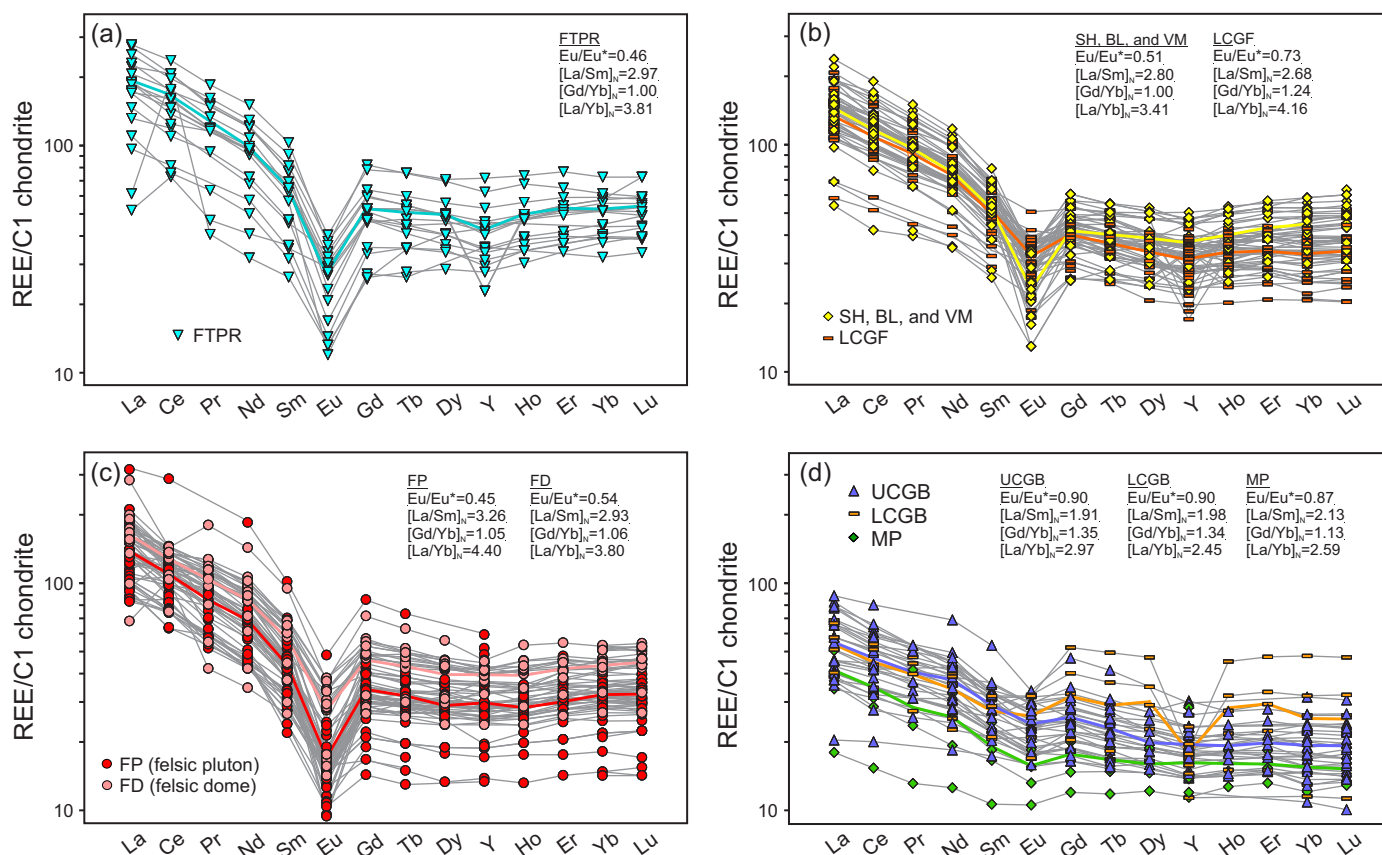 (a)
FTPR
Eu/Eu*=0.46
[La/Sm]N=2.97
[Gd/Yb]N=1.00
[La/Yb]N=3.81
REE/C1 chondrite
100
10
FTPR
La Ce Pr Nd Sm Eu Gd Tb Dy Y Ho Er Yb Lu
(b)
SH, BL, and VM LCGF
Eu/Eu*=0.51 Eu/Eu*=0.73
[La/Sm]N=2.80 [La/Sm]N=2.68
[Gd/Yb]N=1.00 [Gd/Yb]N=1.24
[La/Yb]N=3.41 [La/Yb]N=4.16
REE/C1 chondrite
100
10
SH, BL, and VM
LCGF
La Ce Pr Nd Sm Eu Gd Tb Dy Y Ho Er Yb Lu
(c)
FP FD
Eu/Eu*=0.45 Eu/Eu*=0.54
[La/Sm]N=3.26 [La/Sm]N=2.93
[Gd/Yb]N=1.05 [Gd/Yb]N=1.06
[La/Yb]N=4.40 [La/Yb]N=3.80
REE/C1 chondrite
100
10
FP (felsic pluton)
FD (felsic dome)
La Ce Pr Nd Sm Eu Gd Tb Dy Y Ho Er Yb Lu
(d)
UCGB
LCGB
MP
UCGB LCGB MP
Eu/Eu*=0.90 Eu/Eu*=0.90 Eu/Eu*=0.87
[La/Sm]N=1.91 [La/Sm]N=1.98 [La/Sm]N=2.13
[Gd/Yb]N=1.35 [Gd/Yb]N=1.34 [Gd/Yb]N=1.13
[La/Yb]N=2.97 [La/Yb]N=2.45 [La/Yb]N=2.59
REE/C1 chondrite
100
10
La Ce Pr Nd Sm Eu Gd Tb Dy Y Ho Er Yb Lu